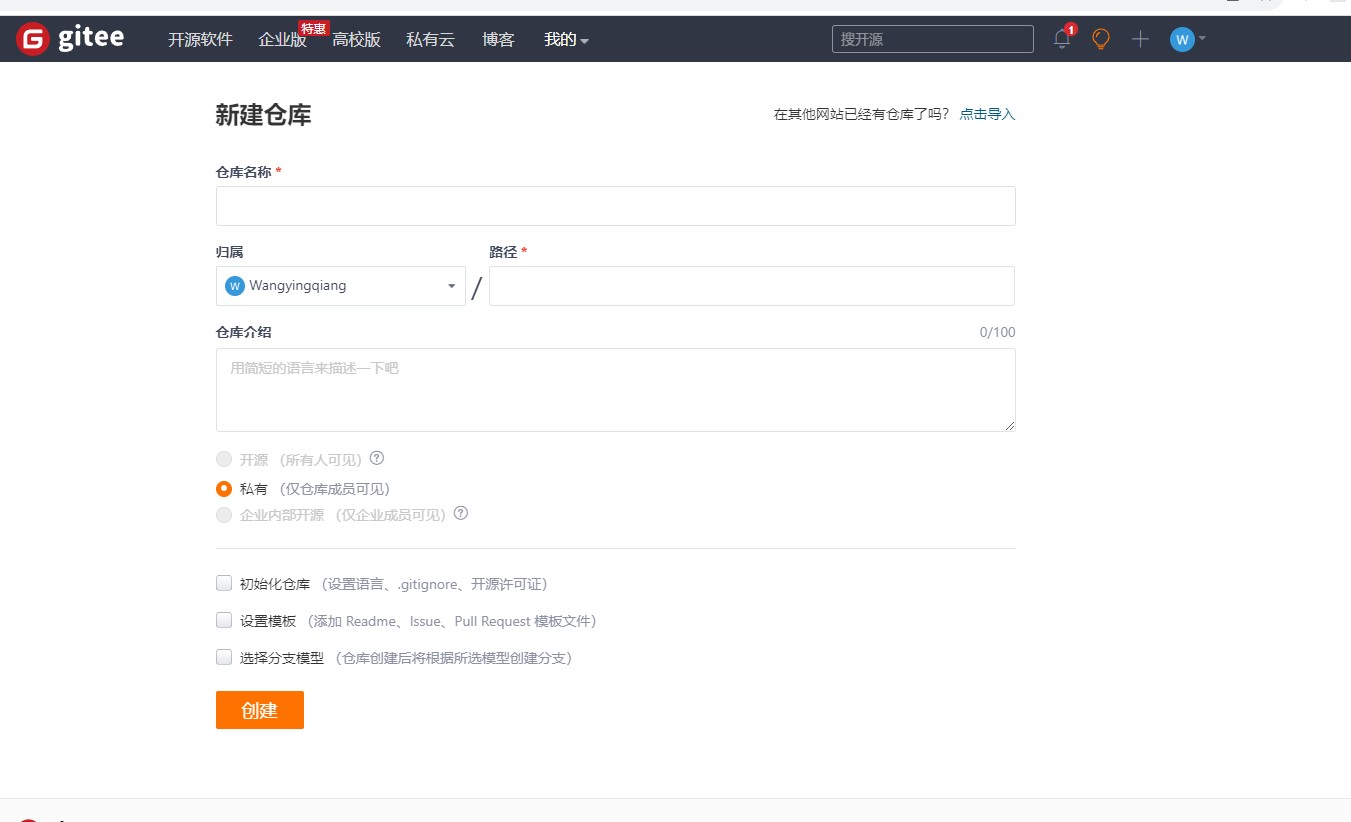 gitee 开源软件 企业版 特惠 高校版 私有云 博客 我的 搜开源 1 W
新建仓库 在其他网站已经有仓库了吗？ 点击导入
仓库名称 *
归属 路径 *
W Wangyingqiang /
仓库介绍 0/100
用简短的语言来描述一下吧
开源 （所有人可见） ?
私有 （仅仓库成员可见）
企业内部开源 （仅企业成员可见） ?
初始化仓库 （设置语言、.gitignore、开源许可证）
设置模板 （添加 Readme、Issue、Pull Request 模板文件）
选择分支模型 （仓库创建后将根据所选模型创建分支）
创建